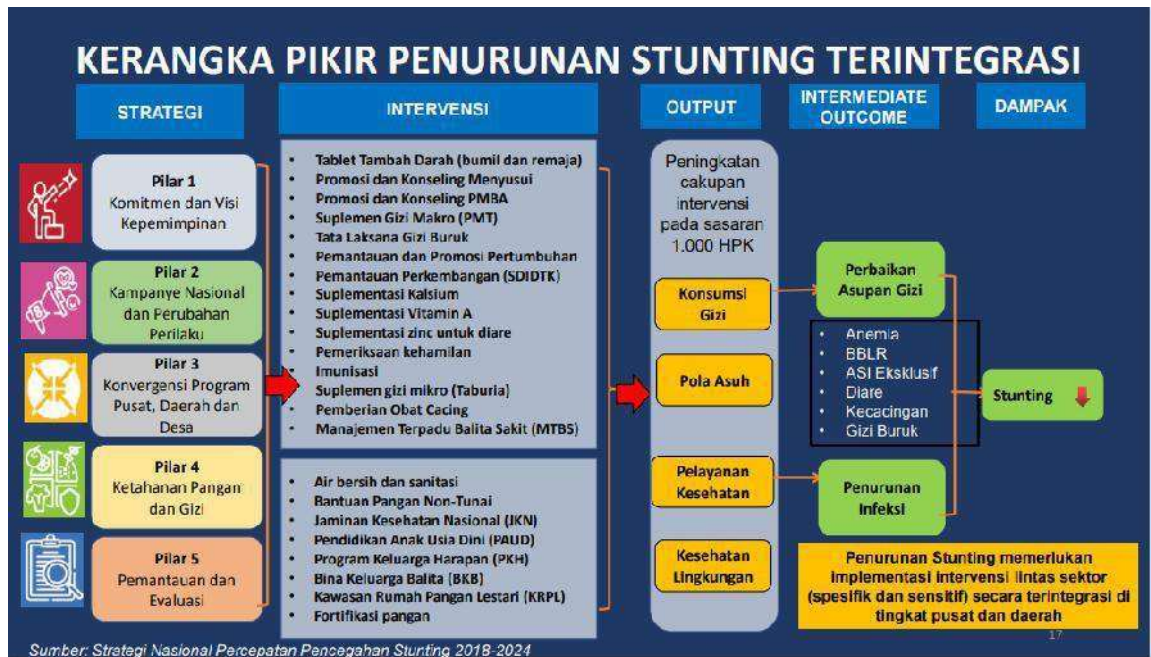 KERANGKA PIKIR PENURUNAN STUNTING TERINTEGRASI
STRATEGI
INTERVENSI
OUTPUT
INTERMEDIATE
OUTCOME
DAMPAK
Pilar 1
Komitmen dan Visi
Kepemimpinan
Pilar 2
Kampanye Nasional
dan Perubahan
Perilaku
Pilar 3
Konvergensi Program
Pusat, Daerah dan
Desa
Pilar 4
Ketahanan Pangan
dan Gizi
Pilar 5
Pemantauan dan
Evaluasi
• Tablet Tambah Darah (bumil dan remaja)
• Promosi dan Konseling Menyusui
• Promosi dan Konseling PMBA
• Suplemen Gizi Makro (PMT)
• Tata Laksana Gizi Buruk
• Pemantauan dan Promosi Pertumbuhan
• Pemantauan Perkembangan (SDIDTK)
• Suplementasi Kalsium
• Suplementasi Vitamin A
• Suplementasi zinc untuk diare
• Pemeriksaan kehamilan
• Imunisasi
• Suplemen gizi mikro (Taburia)
• Pemberian Obat Cacing
• Manajemen Terpadu Balita Sakit (MTBS)
• Air bersih dan sanitasi
• Bantuan Pangan Non-Tunai
• Jaminan Kesehatan Nasional (JKN)
• Pendidikan Anak Usia Dini (PAUD)
• Program Keluarga Harapan (PKH)
• Bina Keluarga Balita (BKB)
• Kawasan Rumah Pangan Lestari (KRPL)
• Fortifikasi pangan
Peningkatan
cakupan
intervensi
pada sasaran
1.000 HPK
Konsumsi
Gizi
Pola Asuh
Pelayanan
Kesehatan
Kesehatan
Lingkungan
Perbaikan
Asupan Gizi
• Anemia
• BBLR
• ASI Eksklusif
• Diare
• Kecacingan
• Gizi Buruk
Penurunan
Infeksi
Stunting
Penurunan Stunting memerlukan
implementasi intervensi lintas sektor
(spesifik dan sensitif) secara terintegrasi di
tingkat pusat dan daerah
17
Sumber: Strategi Nasional Percepatan Pencegahan Stunting 2018-2024